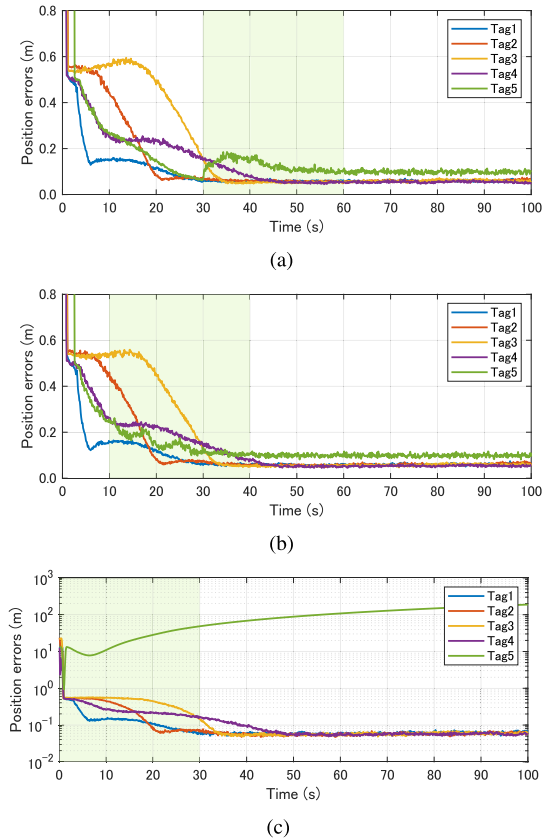 Position errors (m)
0.8
0.6
0.4
0.2
0.0
Tag1
Tag2
Tag3
Tag4
Tag5
0 10 20 30 40 50 60 70 80 90 100
Time (s)
(a)
Position errors (m)
0.8
0.6
0.4
0.2
0.0
Tag1
Tag2
Tag3
Tag4
Tag5
0 10 20 30 40 50 60 70 80 90 100
Time (s)
(b)
Position errors (m)
10³
10²
10¹
10⁰
10⁻¹
10⁻²
Tag1
Tag2
Tag3
Tag4
Tag5
0 10 20 30 40 50 60 70 80 90 100
Time (s)
(c)